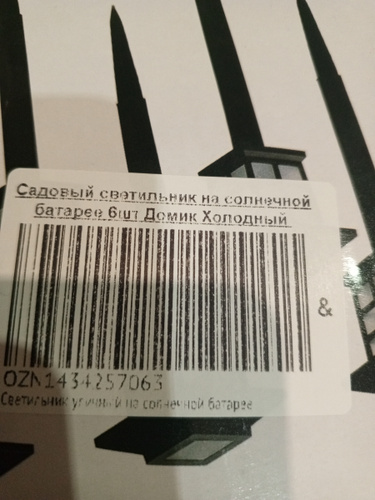 Садовый светильник на солнечной
батарее 6шт Домик Холодный
&
OZN1434257063
Светильник уличный на солнечной батарее